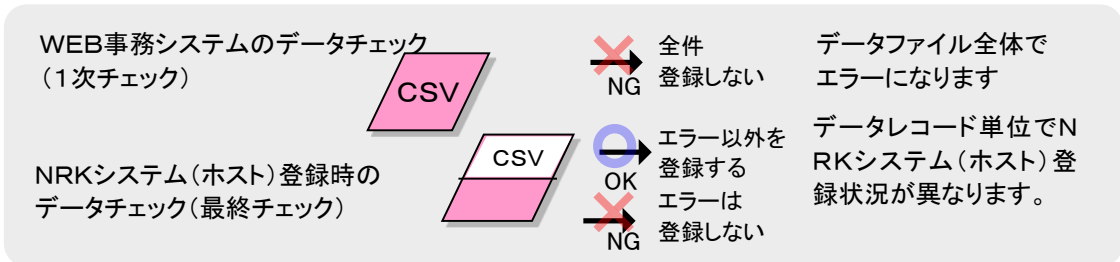 WEB事務システムのデータチェック
（１次チェック）
CSV
NG
全件
登録しない
データファイル全体で
エラーになります
NRKシステム（ホスト）登録時の
データチェック（最終チェック）
CSV
OK
エラー以外を
登録する
NG
エラーは
登録しない
データレコード単位でN
RKシステム（ホスト）登
録状況が異なります。